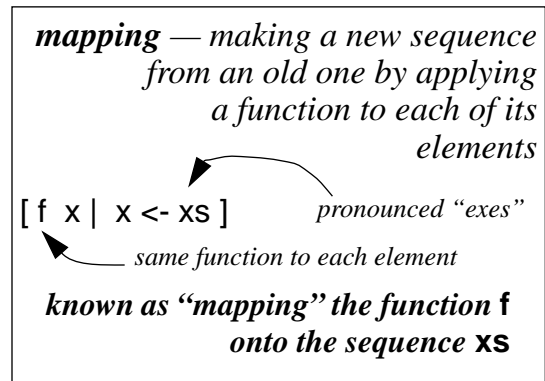 mapping — making a new sequence
from an old one by applying
a function to each of its
elements
[ f x | x <- xs ]
pronounced “exes”
same function to each element
known as “mapping” the function f
onto the sequence xs